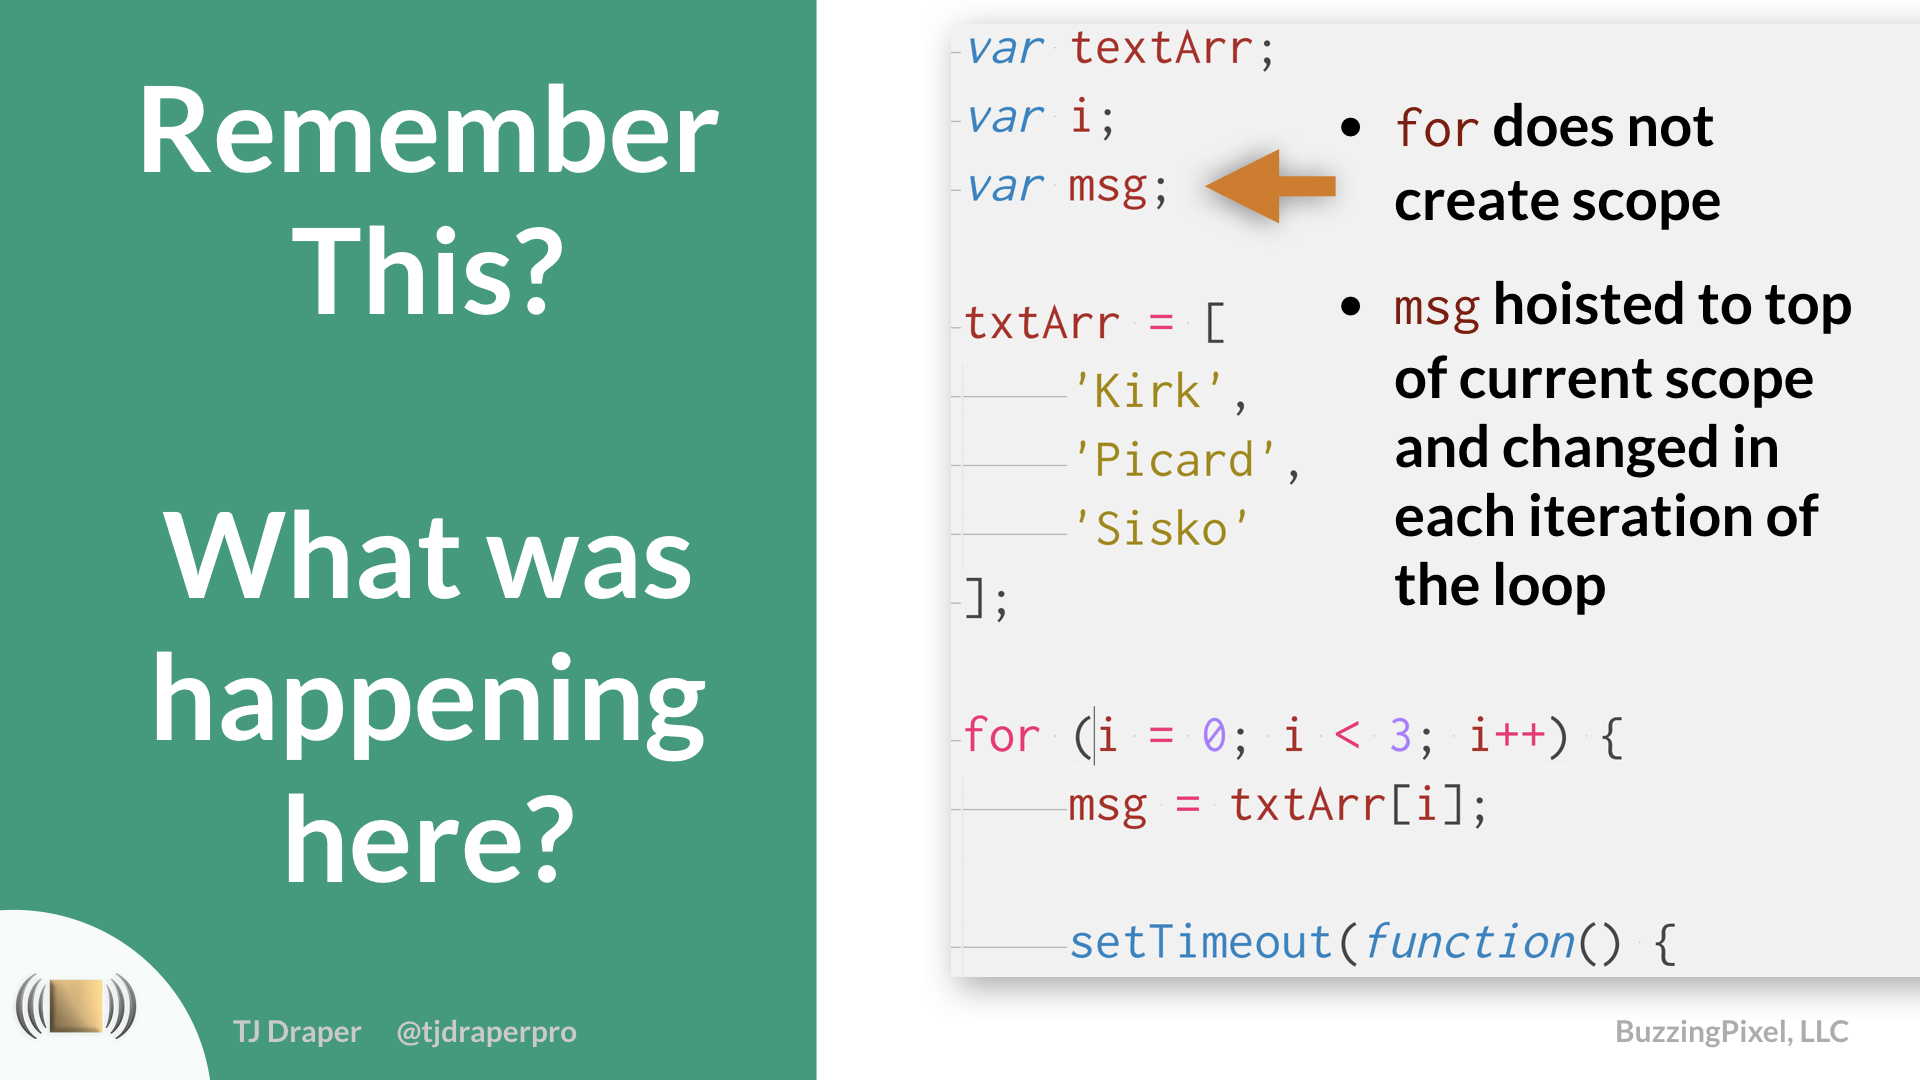 Remember
This?
What was
happening
here?
TJ Draper @tjdraperpro
var textArr;
var i;
var msg;
txtArr = [
'Kirk',
'Picard',
'Sisko'
];
for (i = 0; i < 3; i++) {
msg = txtArr[i];
setTimeout(function() {
• for does not
create scope
• msg hoisted to top
of current scope
and changed in
each iteration of
the loop
BuzzingPixel, LLC